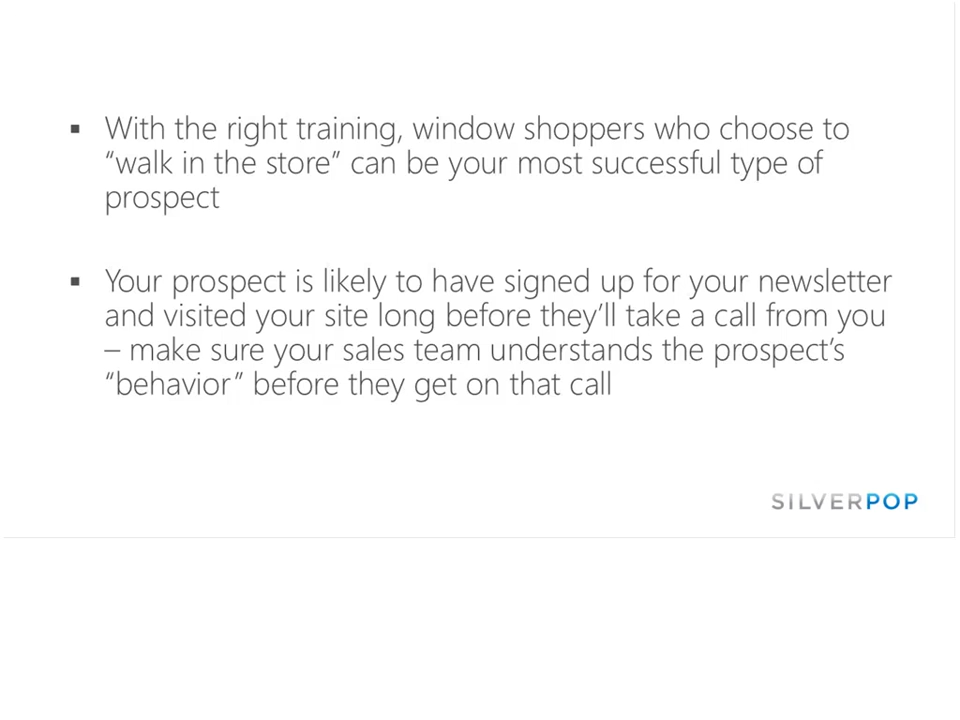 ▪ With the right training, window shoppers who choose to
“walk in the store” can be your most successful type of
prospect
▪ Your prospect is likely to have signed up for your newsletter
and visited your site long before they’ll take a call from you
– make sure your sales team understands the prospect’s
“behavior” before they get on that call
SILVERPOP